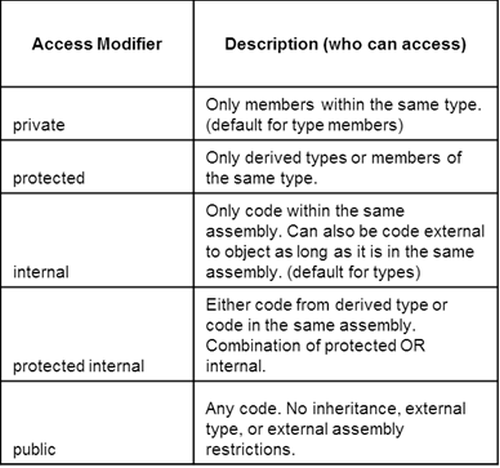 Access Modifier
Description (who can access)
private
Only members within the same type.
(default for type members)
protected
Only derived types or members of
the same type.
internal
Only code within the same
assembly. Can also be code external
to object as long as it is in the same
assembly. (default for types)
protected internal
Either code from derived type or
code in the same assembly.
Combination of protected OR
internal.
public
Any code. No inheritance, external
type, or external assembly
restrictions.